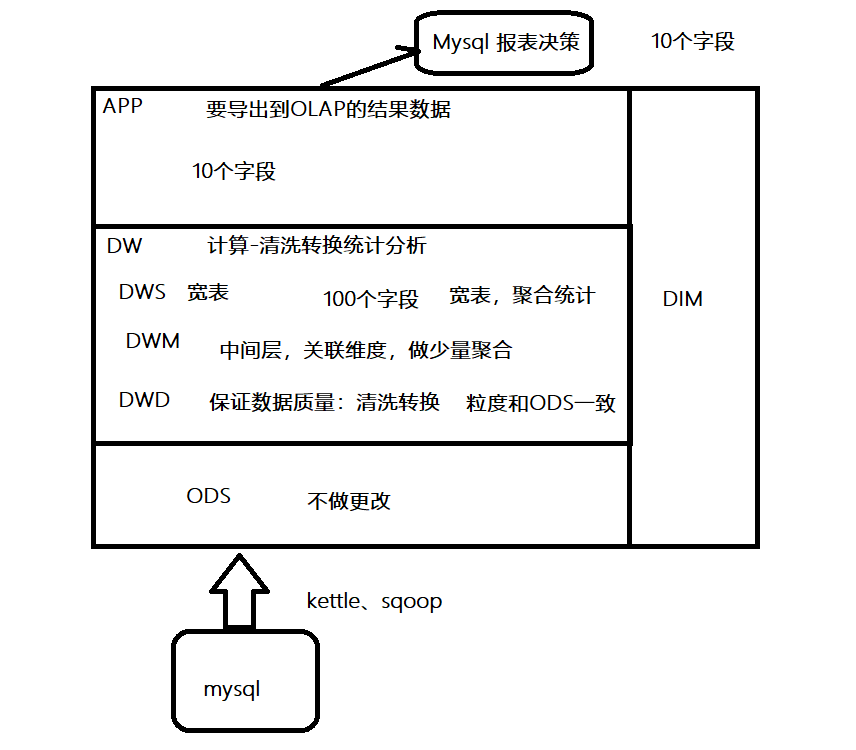 Mysql 报表决策 10个字段
APP 要导出到OLAP的结果数据
10个字段
DW 计算-清洗转换统计分析
DWS 宽表 100个字段 宽表，聚合统计 DIM
DWM 中间层，关联维度，做少量聚合
DWD 保证数据质量：清洗转换 粒度和ODS一致
ODS 不做更改
kettle、sqoop
mysql